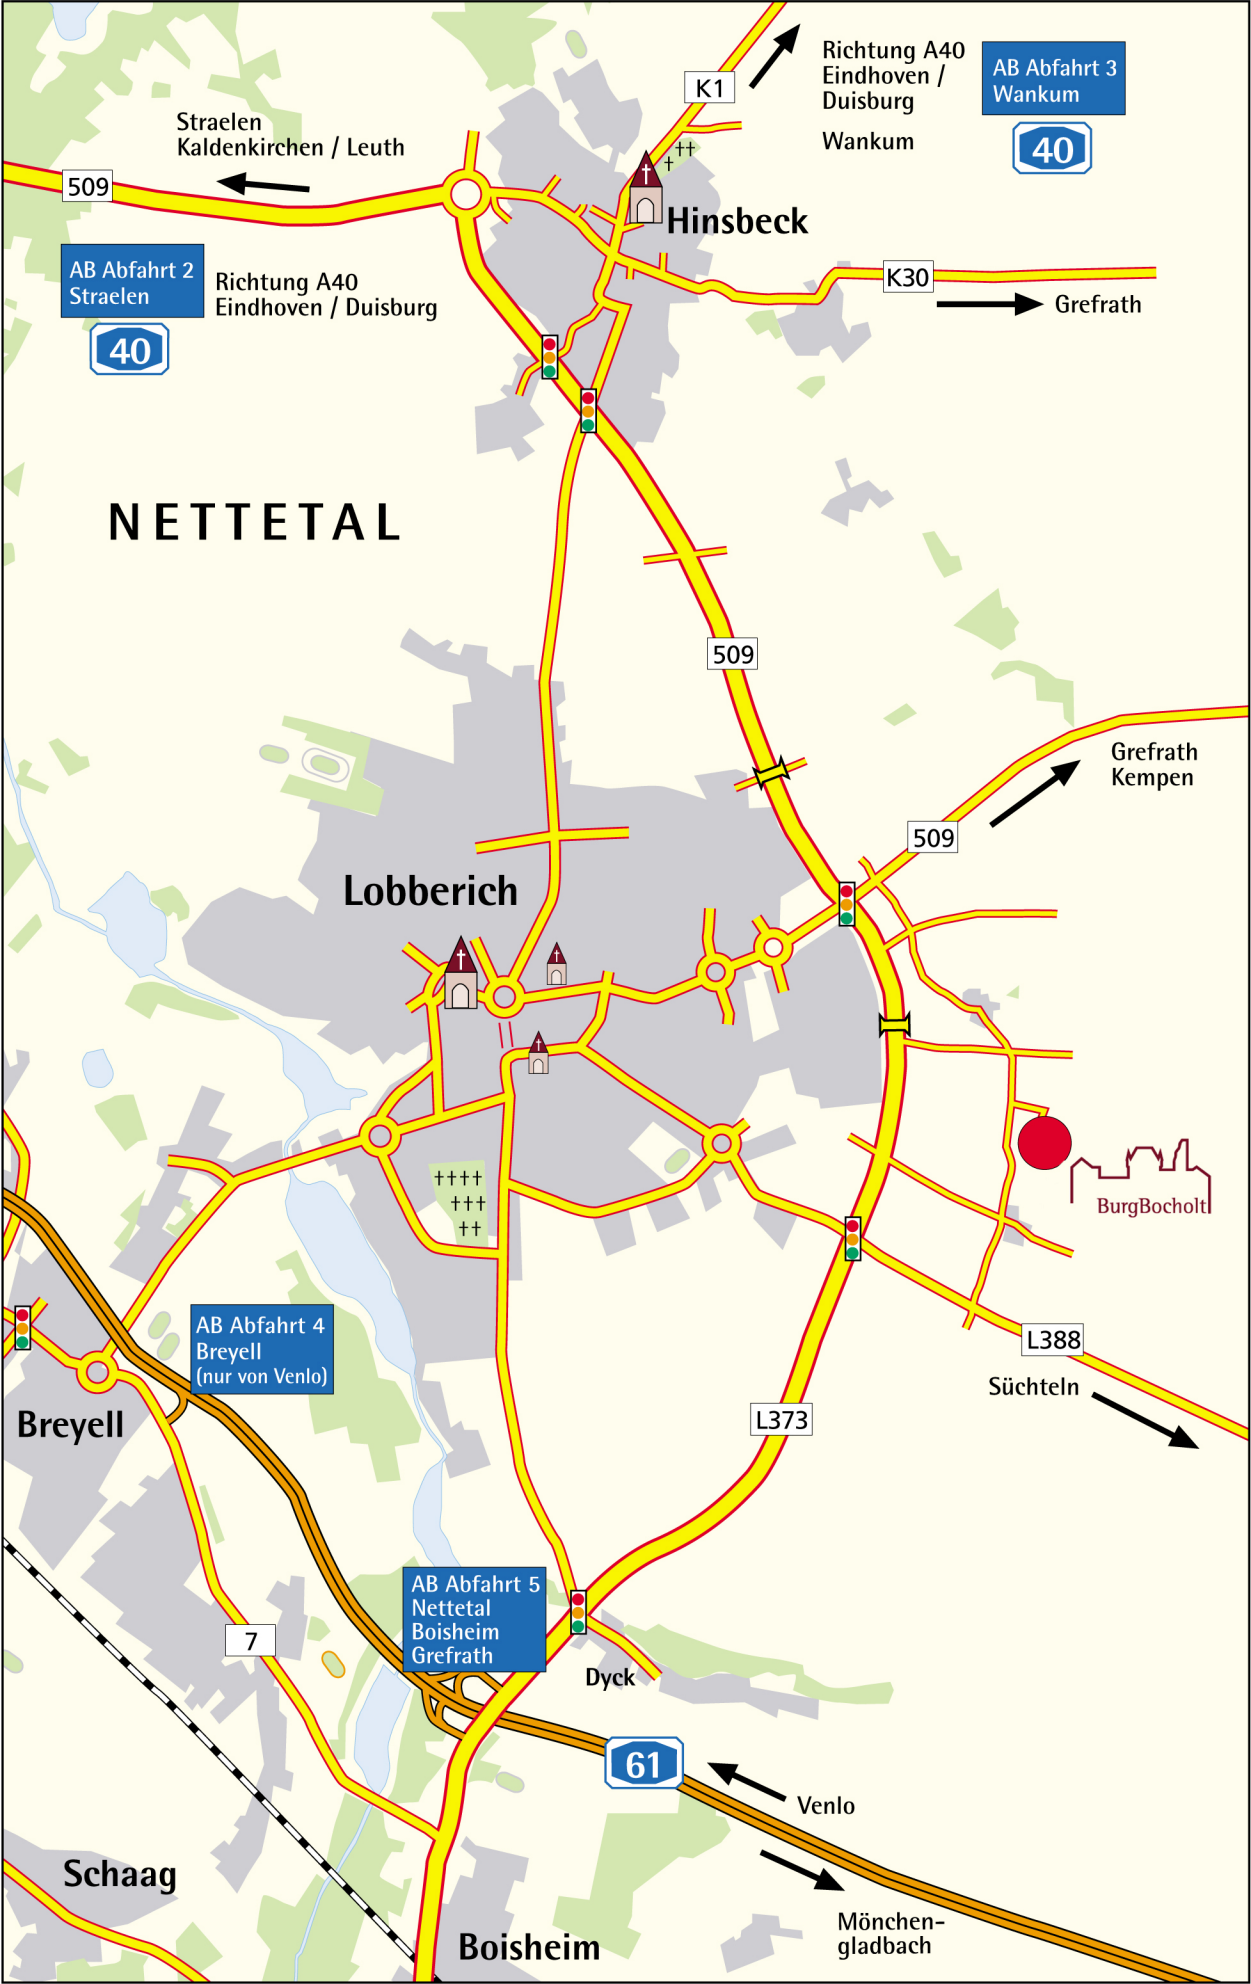 Richtung A40
Eindhoven /
Duisburg
Wankum
AB Abfahrt 3
Wankum
40
K1
Straelen
Kaldenkirchen / Leuth
509
Hinsbeck
AB Abfahrt 2
Straelen
40
Richtung A40
Eindhoven / Duisburg
K30
Grefrath
NETTETAL
509
Grefrath
Kempen
509
Lobberich
BurgBocholt
AB Abfahrt 4
Breyell
(nur von Venlo)
L388
Süchteln
Breyell
L373
AB Abfahrt 5
Nettetal
Boisheim
Grefrath
7
Dyck
61
Venlo
Schaag
Mönchen-
gladbach
Boisheim